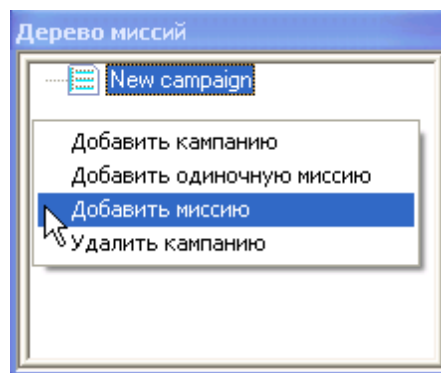 Дерево миссий
New campaign
Добавить кампанию
Добавить одиночную миссию
Добавить миссию
Удалить кампанию